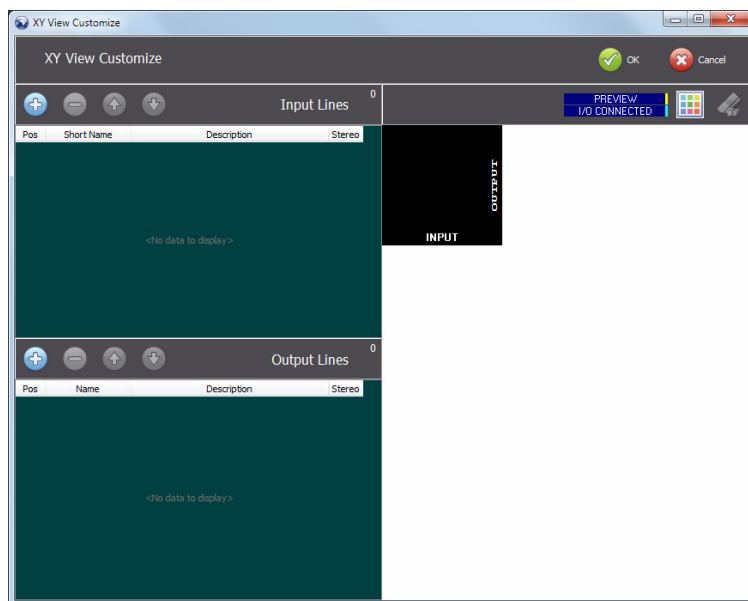 XY View Customize
XY View Customize
OK
Cancel
Input Lines
0
PREVIEW
I/O CONNECTED
Pos Short Name Description Stereo
<No data to display>
OUTPUT
INPUT
Output Lines
0
Pos Name Description Stereo
<No data to display>